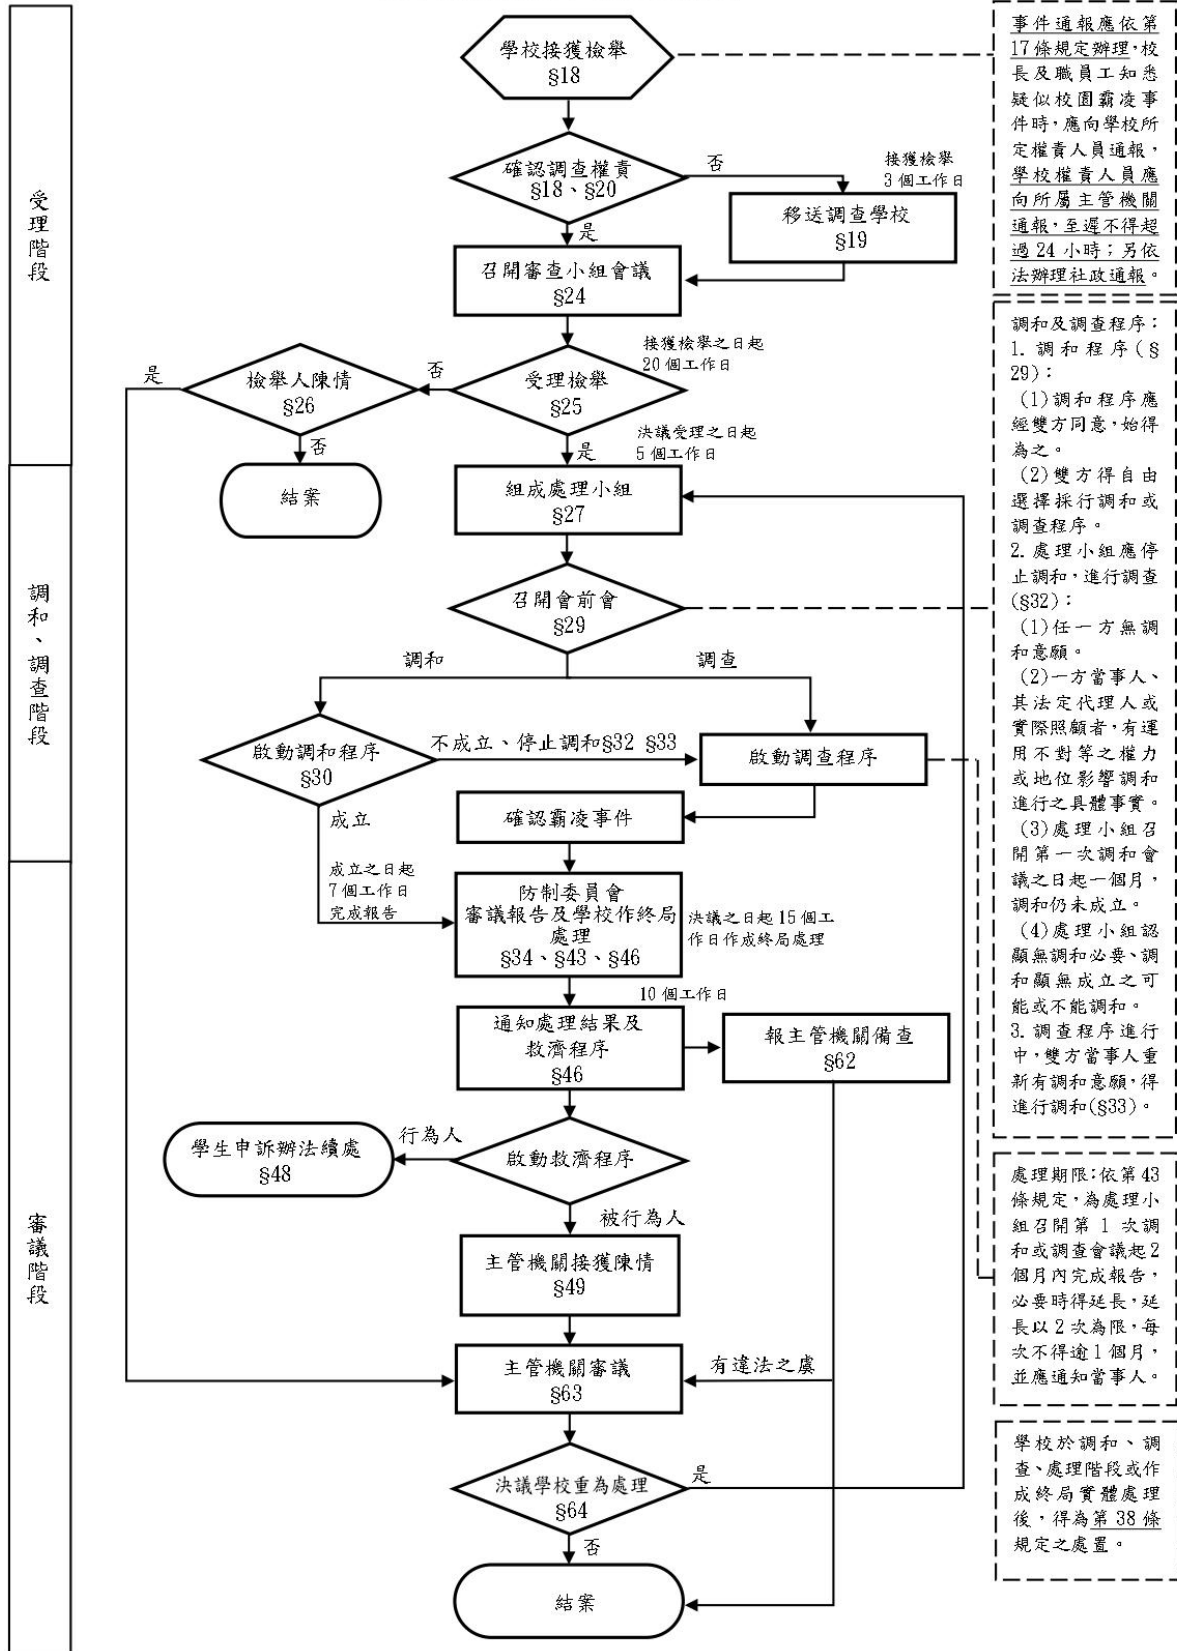 學校接獲檢舉
§18
確認調查權責
§18、§20
否
接獲檢舉
3 個工作日
移送調查學校
§19
是
召開審查小組會議
§24
接獲檢舉之日起
20 個工作日
受理檢舉
§25
否
檢舉人陳情
§26
是
否
結案
決議受理之日起
5 個工作日
是
組成處理小組
§27
召開會前會
§29
調和
調查
啟動調和程序
§30
不成立、停止調和§32 §33
啟動調查程序
成立
確認霸凌事件
成立之日起
7 個工作日
完成報告
防制委員會
審議報告及學校作終局
處理
§34、§43、§46
決議之日起 15 個工
作日作成終局處理
10 個工作日
通知處理結果及
救濟程序
§46
報主管機關備查
§62
啟動救濟程序
行為人
學生申訴辦法續處
§48
被行為人
主管機關接獲陳情
§49
主管機關審議
§63
有違法之虞
決議學校重為處理
§64
是
否
結案
受理階段
調和、調查階段
審議階段
事件通報應依第
17 條規定辦理，校
長及職員工知悉
疑似校園霸凌事
件時，應向學校所
定權責人員通報，
學校權責人員應
向所屬主管機關
通報，至遲不得超
過 24 小時；另依
法辦理社政通報。
調和及調查程序：
1. 調和程序(§
29)：
(1)調和程序應
經雙方同意，始得
為之。
(2)雙方得自由
選擇採行調和或
調查程序。
2. 處理小組應停
止調和，進行調查
(§32)：
(1)任一方無調
和意願。
(2)一方當事人、
其法定代理人或
實際照顧者，有運
用不對等之權力
或地位影響調和
進行之具體事實。
(3)處理小組召
開第一次調和會
議之日起一個月，
調和仍未成立。
(4)處理小組認
顯無調和必要、調
和顯無成立之可
能或不能調和。
3. 調查程序進行
中，雙方當事人重
新有調和意願，得
進行調和(§33)。
處理期限：依第 43
條規定，為處理小
組召開第 1 次調
和或調查會議起 2
個月內完成報告，
必要時得延長，延
長以 2 次為限，每
次不得逾 1 個月，
並應通知當事人。
學校於調和、調
查、處理階段或作
成終局實體處理
後，得為第 38 條
規定之處置。